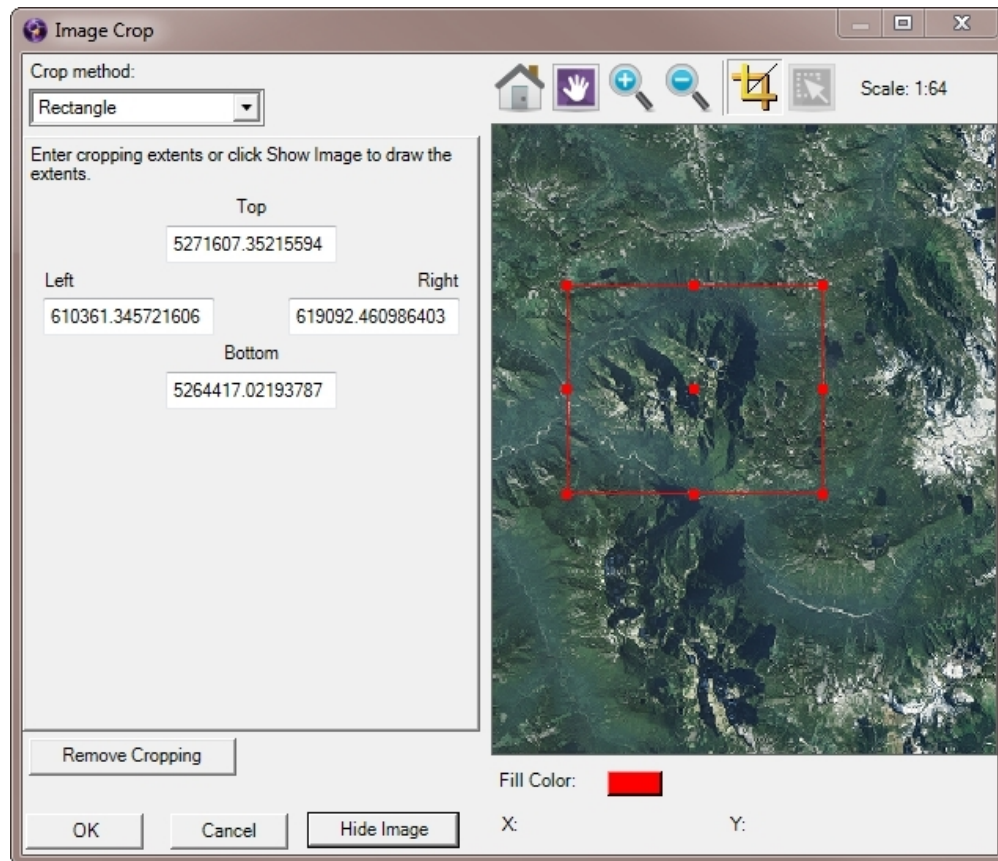 Image Crop
Crop method:
Rectangle
Scale: 1:64
Enter cropping extents or click Show Image to draw the
extents.
Top
5271607.35215594
Left Right
610361.345721606 619092.460986403
Bottom
5264417.02193787
Remove Cropping
Fill Color:
OK Cancel Hide Image
X: Y: